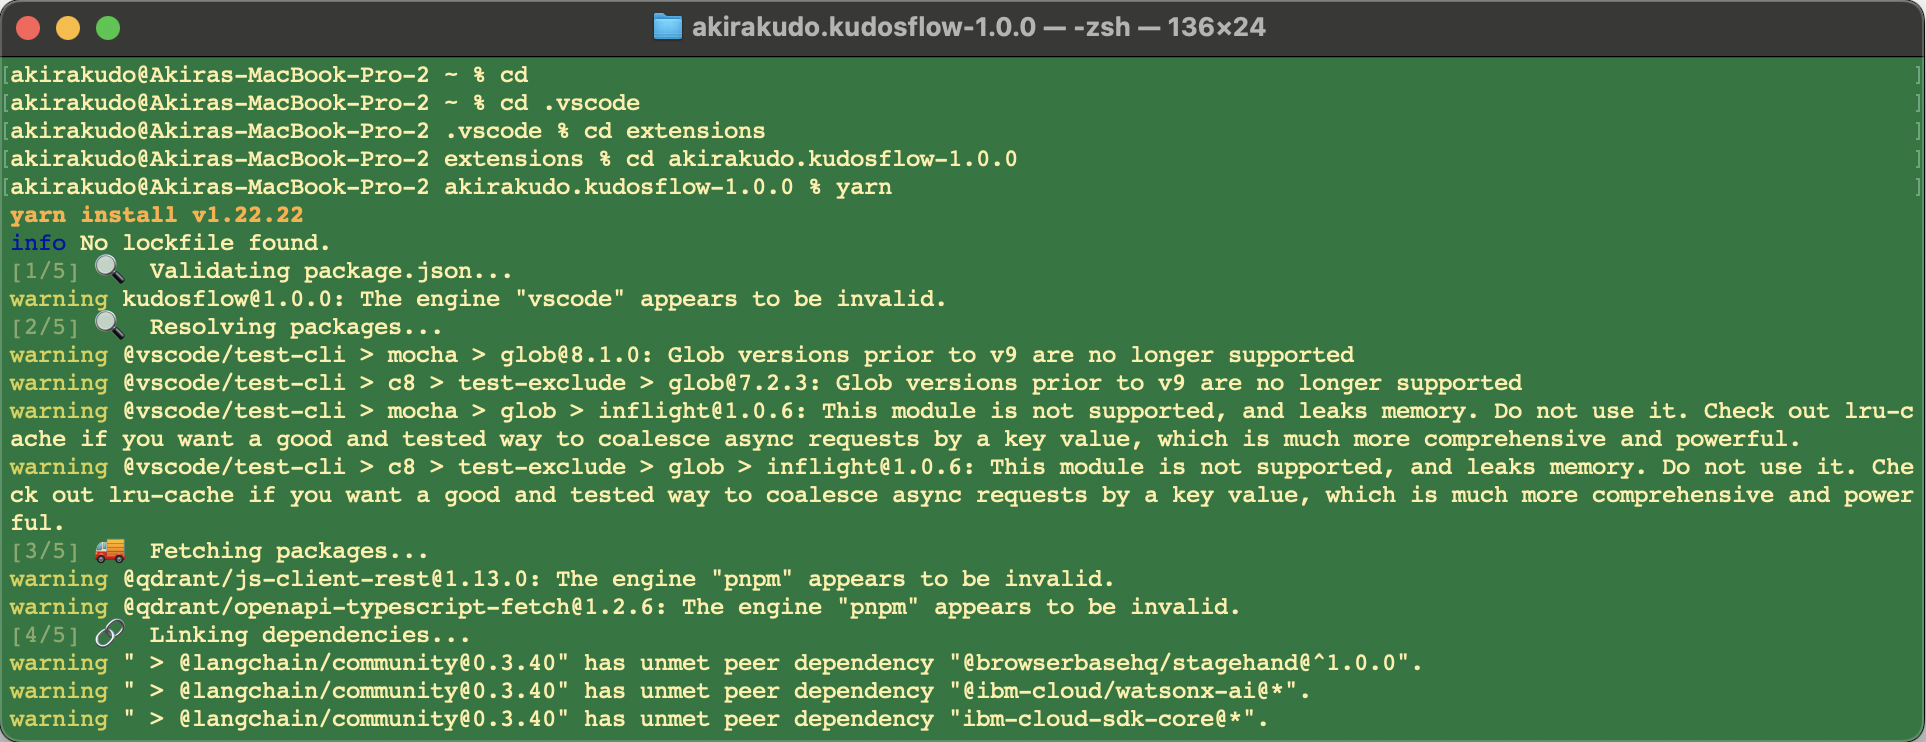 akirakudo.kudosflow-1.0.0 — -zsh — 136×24
[akirakudo@Akiras-MacBook-Pro-2 ~ % cd ]
[akirakudo@Akiras-MacBook-Pro-2 ~ % cd .vscode ]
[akirakudo@Akiras-MacBook-Pro-2 .vscode % cd extensions ]
[akirakudo@Akiras-MacBook-Pro-2 extensions % cd akirakudo.kudosflow-1.0.0 ]
[akirakudo@Akiras-MacBook-Pro-2 akirakudo.kudosflow-1.0.0 % yarn ]
yarn install v1.22.22
info No lockfile found.
[1/5] 🔍 Validating package.json...
warning kudosflow@1.0.0: The engine "vscode" appears to be invalid.
[2/5] 🔍 Resolving packages...
warning @vscode/test-cli > mocha > glob@8.1.0: Glob versions prior to v9 are no longer supported
warning @vscode/test-cli > c8 > test-exclude > glob@7.2.3: Glob versions prior to v9 are no longer supported
warning @vscode/test-cli > mocha > glob > inflight@1.0.6: This module is not supported, and leaks memory. Do not use it. Check out lru-c
ache if you want a good and tested way to coalesce async requests by a key value, which is much more comprehensive and powerful.
warning @vscode/test-cli > c8 > test-exclude > glob > inflight@1.0.6: This module is not supported, and leaks memory. Do not use it. Che
ck out lru-cache if you want a good and tested way to coalesce async requests by a key value, which is much more comprehensive and power
ful.
[3/5] 🚚 Fetching packages...
warning @qdrant/js-client-rest@1.13.0: The engine "pnpm" appears to be invalid.
warning @qdrant/openapi-typescript-fetch@1.2.6: The engine "pnpm" appears to be invalid.
[4/5] 🔗 Linking dependencies...
warning " > @langchain/community@0.3.40" has unmet peer dependency "@browserbasehq/stagehand@^1.0.0".
warning " > @langchain/community@0.3.40" has unmet peer dependency "@ibm-cloud/watsonx-ai@*".
warning " > @langchain/community@0.3.40" has unmet peer dependency "ibm-cloud-sdk-core@*".